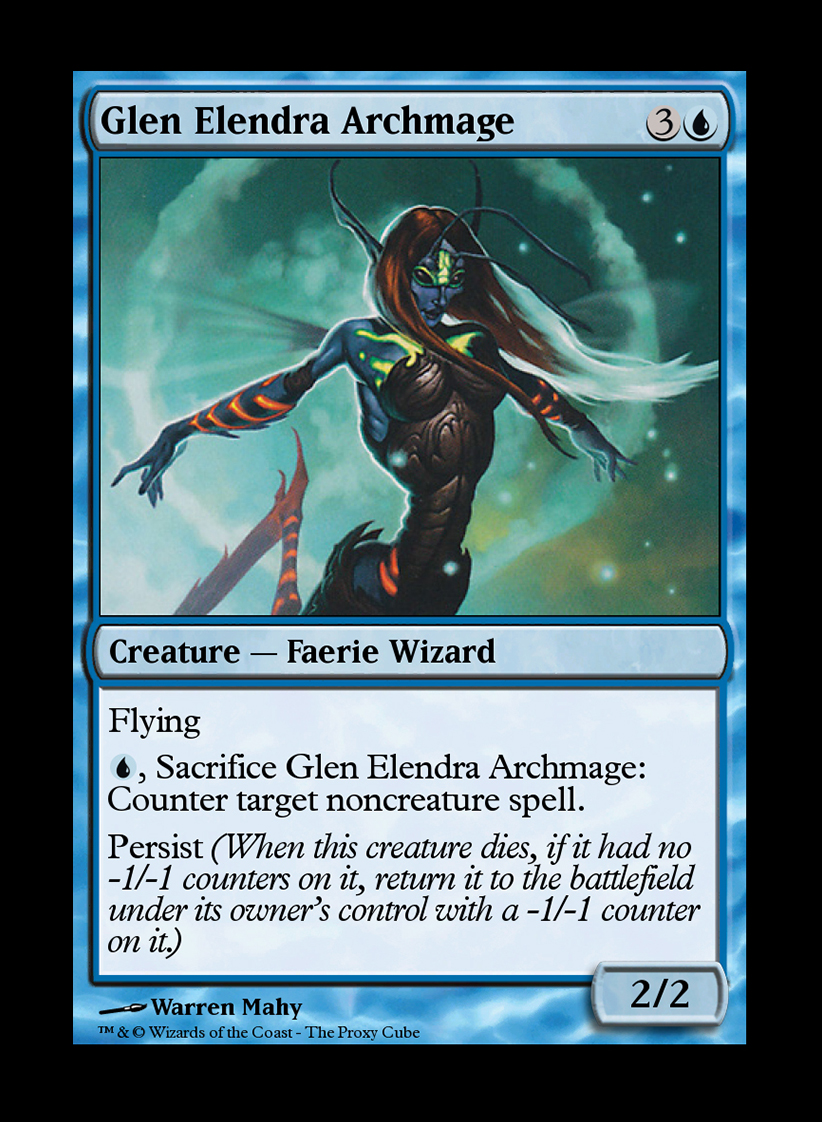 Glen Elendra Archmage 3
Creature — Faerie Wizard
Flying
, Sacrifice Glen Elendra Archmage:
Counter target noncreature spell.
Persist (When this creature dies, if it had no
-1/-1 counters on it, return it to the battlefield
under its owner's control with a -1/-1 counter
on it.)
2/2
Warren Mahy
™ & © Wizards of the Coast - The Proxy Cube